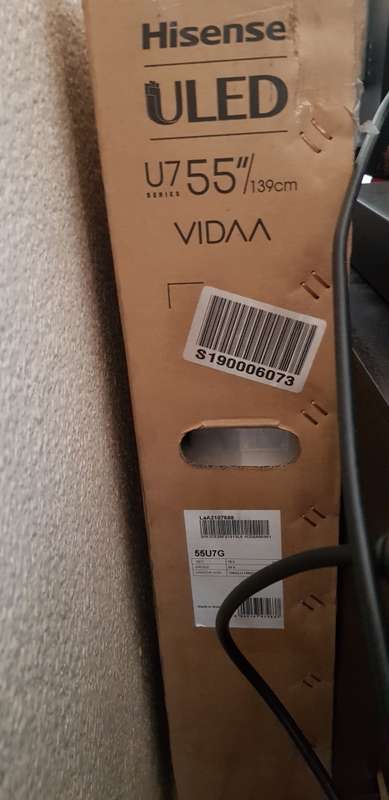 Hisense
ULED
U7 55"/139cm
SERIES
VIDAA
S190006073
55U7G